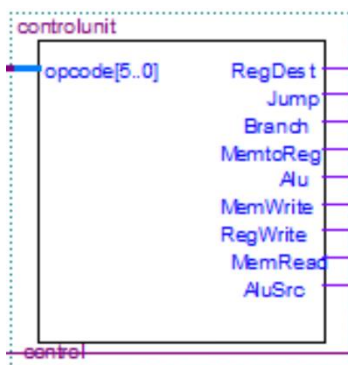 controlunit
opcode[5..0] RegDest
Jump
Branch
MemtoReg
Alu
MemWrite
RegWrite
MemRead
AluSrc
control